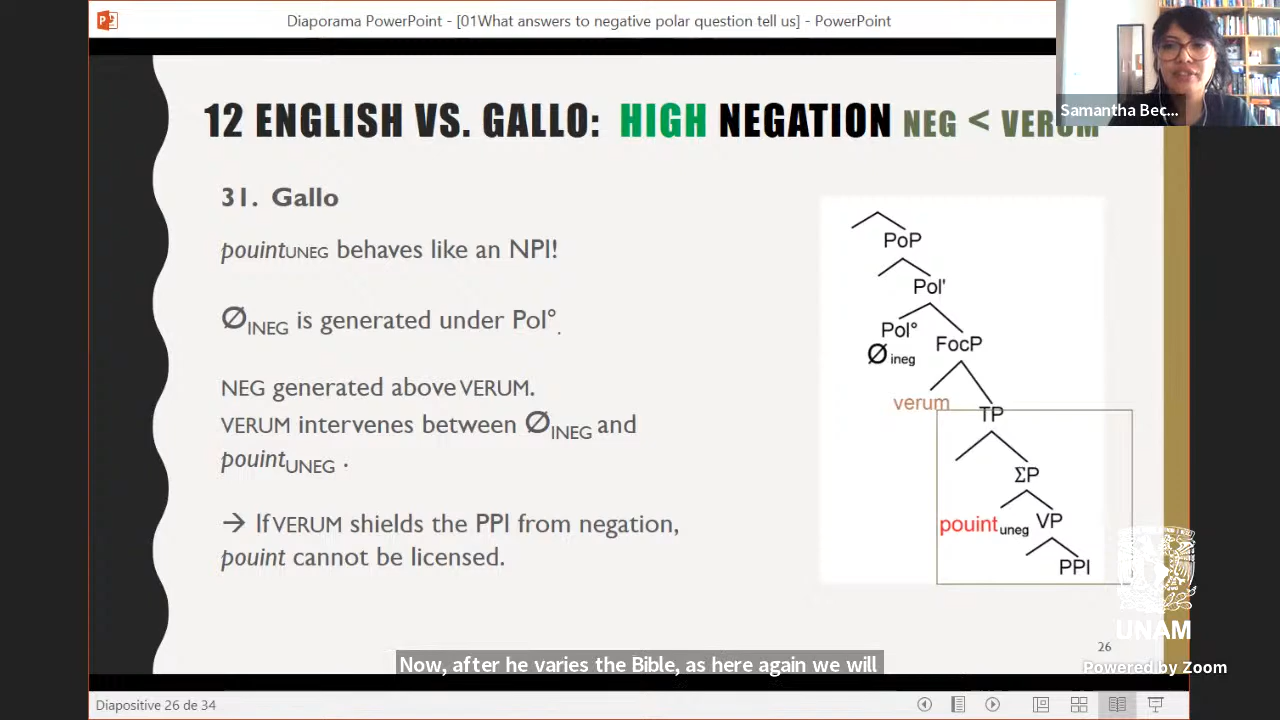 Diaporama PowerPoint - [01What answers to negative polar question tell us] - PowerPoint
Samantha Bec...
12 ENGLISH VS. GALLO: HIGH NEGATION NEG < VERUM
31. Gallo
pouintUNEG behaves like an NPI!
ØINEG is generated under Pol°.
NEG generated above VERUM.
VERUM intervenes between ØINEG and
pouintUNEG .
→ If VERUM shields the PPI from negation,
pouint cannot be licensed.
PoP
Pol'
Pol°
Ø ineg
FocP
verum
TP
ΣP
pouint uneg
VP
PPI
UNAM
26
Powered by Zoom
Now, after he varies the Bible, as here again we will
Diapositive 26 de 34